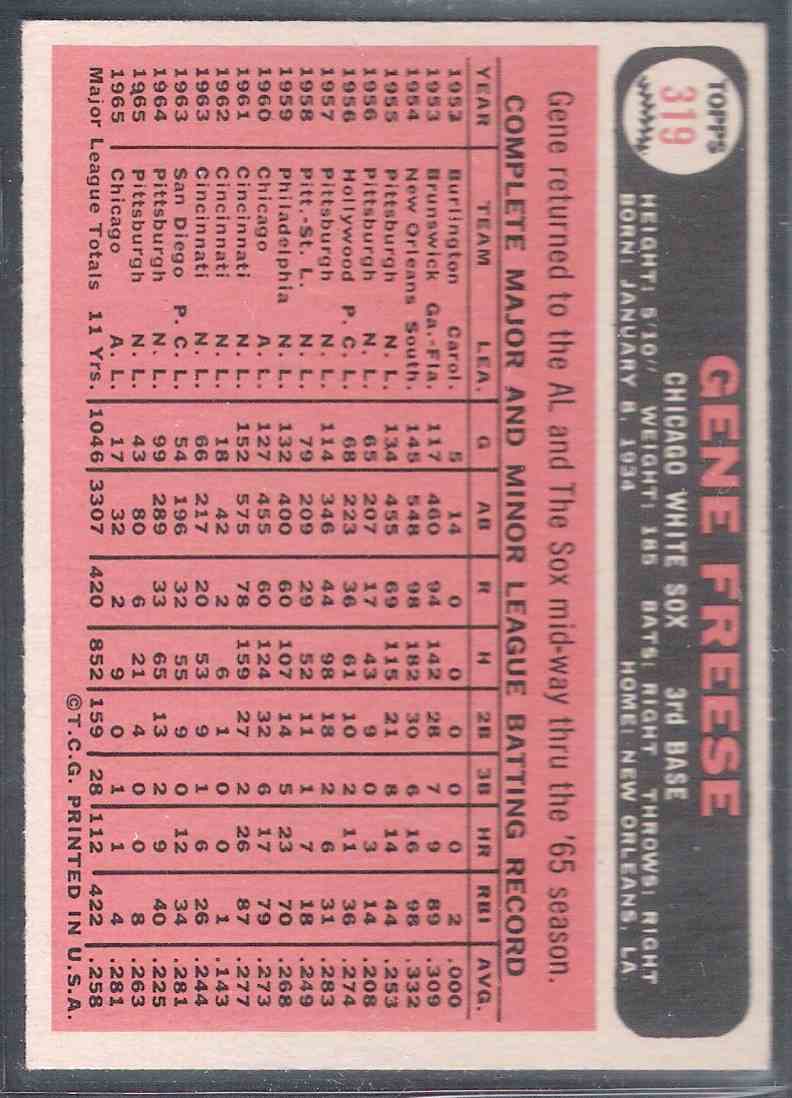 TOPPS
319
GENE FREESE
CHICAGO WHITE SOX 3rd BASE
HEIGHT: 5'10" WEIGHT: 185 BATS: RIGHT THROWS: RIGHT
BORN: JANUARY 8, 1934 HOME: NEW ORLEANS, LA
Gene returned to the AL and The Sox mid-way thru the '65 season.
COMPLETE MAJOR AND MINOR LEAGUE BATTING RECORD
YEAR TEAM LEA. G AB R H 2B 3B HR RBI AVG.
1953 Burlington Carol. 5 14 0 0 0 0 0 2 .000
1953 Brunswick Ga.-Fla. 117 460 94 142 28 7 9 89 .309
1954 New Orleans South. 145 548 98 182 30 6 16 98 .332
1955 Pittsburgh N. L. 134 455 69 115 21 8 14 44 .253
1956 Pittsburgh N. L. 65 207 17 43 9 0 3 14 .208
1956 Hollywood P. C. L. 68 223 36 61 10 2 11 36 .274
1957 Pittsburgh N. L. 114 346 44 98 18 2 6 31 .283
1958 Pitt.-St. L. N. L. 79 209 29 52 11 1 7 18 .249
1959 Philadelphia N. L. 132 400 60 107 14 5 23 70 .268
1960 Chicago A. L. 127 455 60 124 32 6 17 79 .273
1961 Cincinnati N. L. 152 575 78 159 27 2 26 87 .277
1962 Cincinnati N. L. 18 42 2 6 1 0 0 1 .143
1963 Cincinnati N. L. 66 217 20 53 9 1 6 26 .244
1963 San Diego P. C. L. 54 196 32 55 9 0 12 34 .281
1964 Pittsburgh N. L. 99 289 33 65 13 2 9 40 .225
1965 Pittsburgh N. L. 43 80 6 21 4 0 0 8 .263
1965 Chicago A. L. 17 32 2 9 0 1 1 4 .281
Major League Totals 11 Yrs. 1046 3307 420 852 159 28 112 422 .258
©T.C.G. PRINTED IN U.S.A.